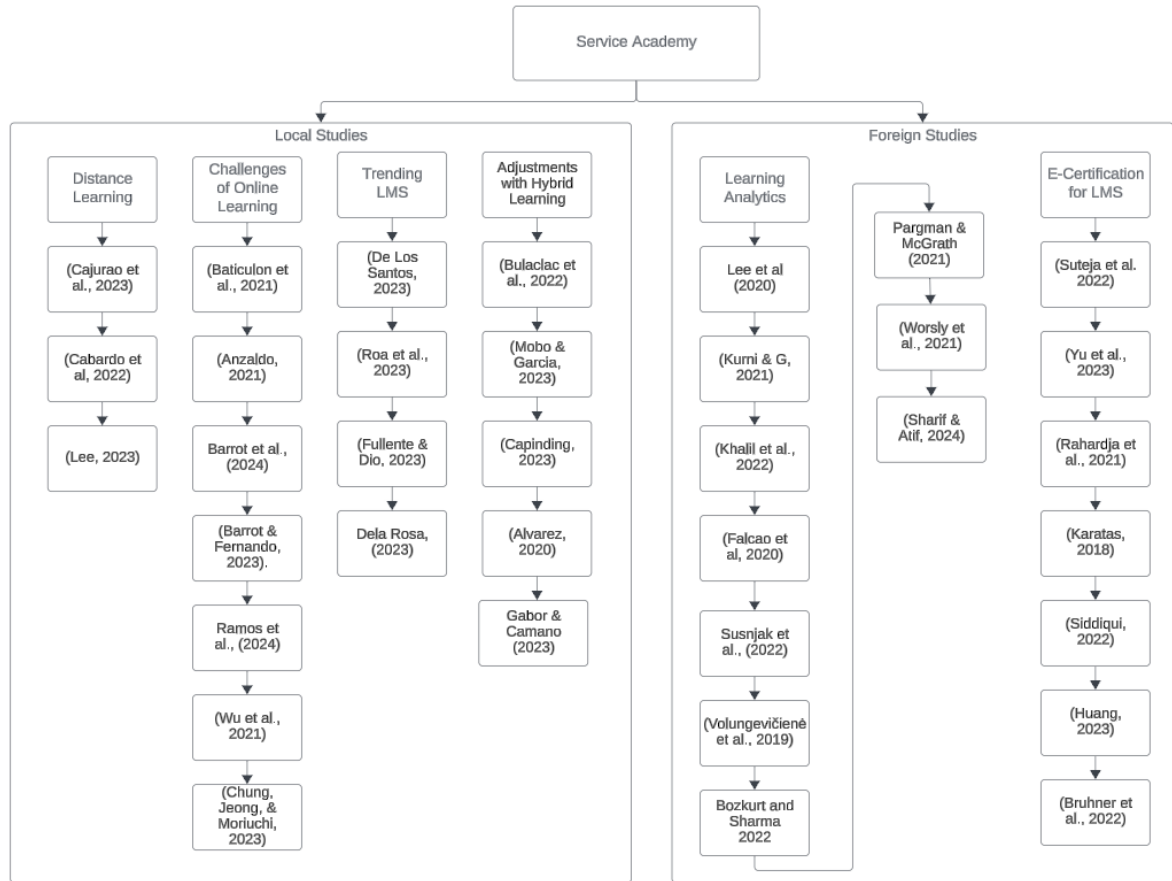 Service Academy
Local Studies
Distance
Learning
(Cajurao et
al., 2023)
(Cabardo et
al, 2022)
(Lee, 2023)
Challenges
of Online
Learning
(Baticulon et
al., 2021)
(Anzaldo,
2021)
Barrot et al.,
(2024)
(Barrot &
Fernando,
2023).
Ramos et
al., (2024)
(Wu et al.,
2021)
(Chung,
Jeong, &
Moriuchi,
2023)
Trending
LMS
(De Los
Santos,
2023)
(Roa et al.,
2023)
(Fullente &
Dio, 2023)
Dela Rosa,
(2023)
Adjustments
with Hybrid
Learning
(Bulaclac et
al., 2022)
(Mobo &
Garcia,
2023)
(Capinding,
2023)
(Alvarez,
2020)
Gabor &
Camano
(2023)
Foreign Studies
Learning
Analytics
Lee et al
(2020)
(Kurni & G,
2021)
(Khalil et al.,
2022)
(Falcao et
al, 2020)
Susnjak et
al., (2022)
(Volungevičienė
et al., 2019)
Bozkurt and
Sharma
2022
Pargman &
McGrath
(2021)
(Worsly et
al., 2021)
(Sharif &
Atif, 2024)
E-Certification
for LMS
(Suteja et al.
2022)
(Yu et al.,
2023)
(Rahardja et
al., 2021)
(Karatas,
2018)
(Siddiqui,
2022)
(Huang,
2023)
(Bruhner et
al., 2022)